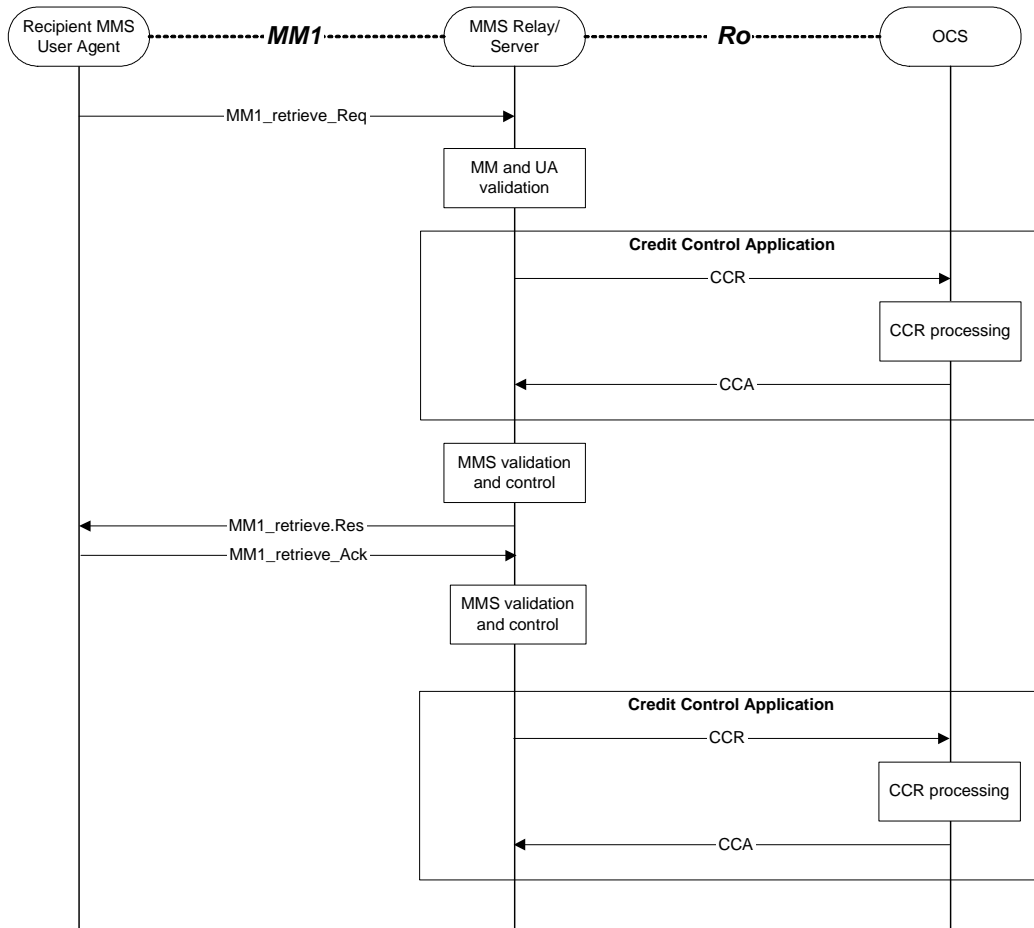 Recipient MMS
User Agent
MM1
MMS Relay/
Server
Ro
OCS
MM1_retrieve_Req
MM and UA
validation
Credit Control Application
CCR
CCR processing
CCA
MMS validation
and control
MM1_retrieve.Res
MM1_retrieve_Ack
MMS validation
and control
Credit Control Application
CCR
CCR processing
CCA